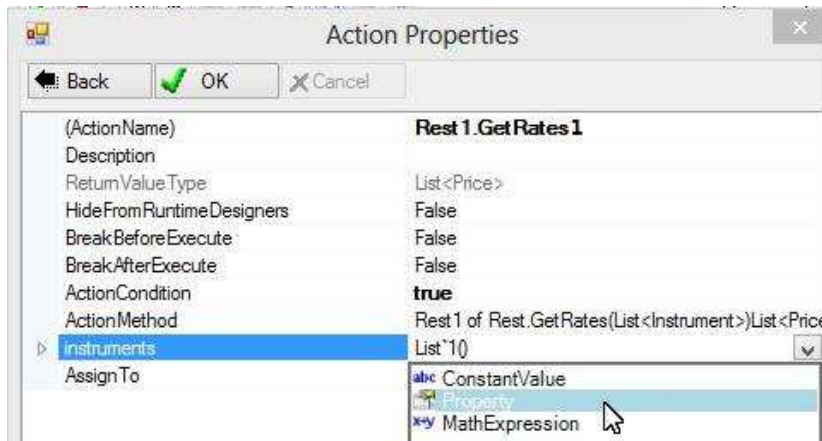 Action Properties
Back OK Cancel
(ActionName) Rest1.GetRates1
Description
ReturnValueType List<Price>
HideFromRuntimeDesigners False
BreakBeforeExecute False
BreakAfterExecute False
ActionCondition true
ActionMethod Rest1 of Rest.GetRates(List<Instrument>)List<Price
instruments List`1()
AssignTo
abc ConstantValue
Property
x+y MathExpression